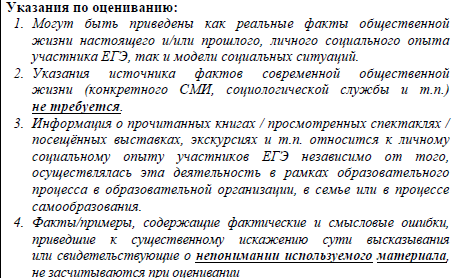 Указания по оцениванию:
1. Могут быть приведены как реальные факты общественной
жизни настоящего и/или прошлого, личного социального опыта
участника ЕГЭ, так и модели социальных ситуаций.
2. Указания источника фактов современной общественной
жизни (конкретного СМИ, социологической службы и т.п.)
не требуется.
3. Информация о прочитанных книгах / просмотренных спектаклях /
посещённых выставках, экскурсиях и т.п. относится к личному
социальному опыту участников ЕГЭ независимо от того,
осуществлялась эта деятельность в рамках образовательного
процесса в образовательной организации, в семье или в процессе
самообразования.
4. Факты/примеры, содержащие фактические и смысловые ошибки,
приведшие к существенному искажению сути высказывания
или свидетельствующие о непонимании используемого материала,
не засчитываются при оценивании